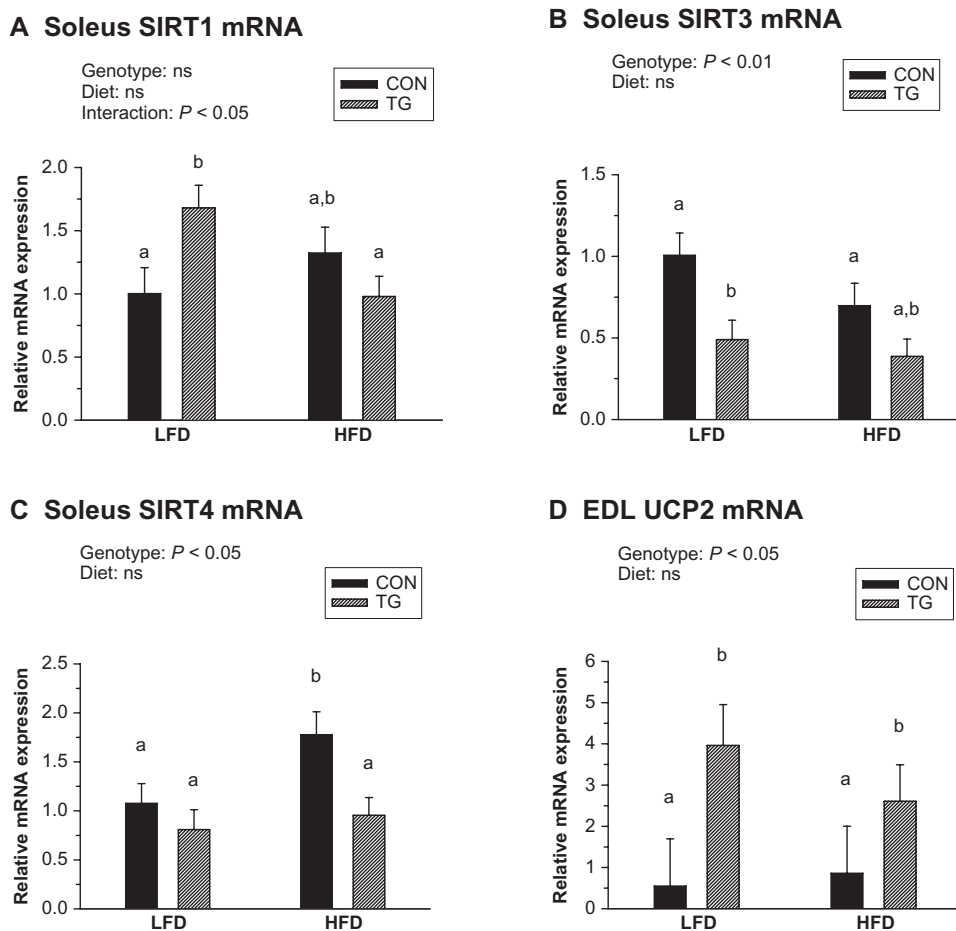 A Soleus SIRT1 mRNA
Genotype: ns
Diet: ns
Interaction: P < 0.05
CON
TG
Relative mRNA expression
2.0
1.5
1.0
0.5
0.0
a
b
a,b
a
LFD
HFD
B Soleus SIRT3 mRNA
Genotype: P < 0.01
Diet: ns
CON
TG
Relative mRNA expression
1.5
1.0
0.5
0.0
a
b
a
a,b
LFD
HFD
C Soleus SIRT4 mRNA
Genotype: P < 0.05
Diet: ns
CON
TG
Relative mRNA expression
2.5
2.0
1.5
1.0
0.5
0.0
a
a
b
a
LFD
HFD
D EDL UCP2 mRNA
Genotype: P < 0.05
Diet: ns
CON
TG
Relative mRNA expression
6
5
4
3
2
1
0
a
b
a
b
LFD
HFD